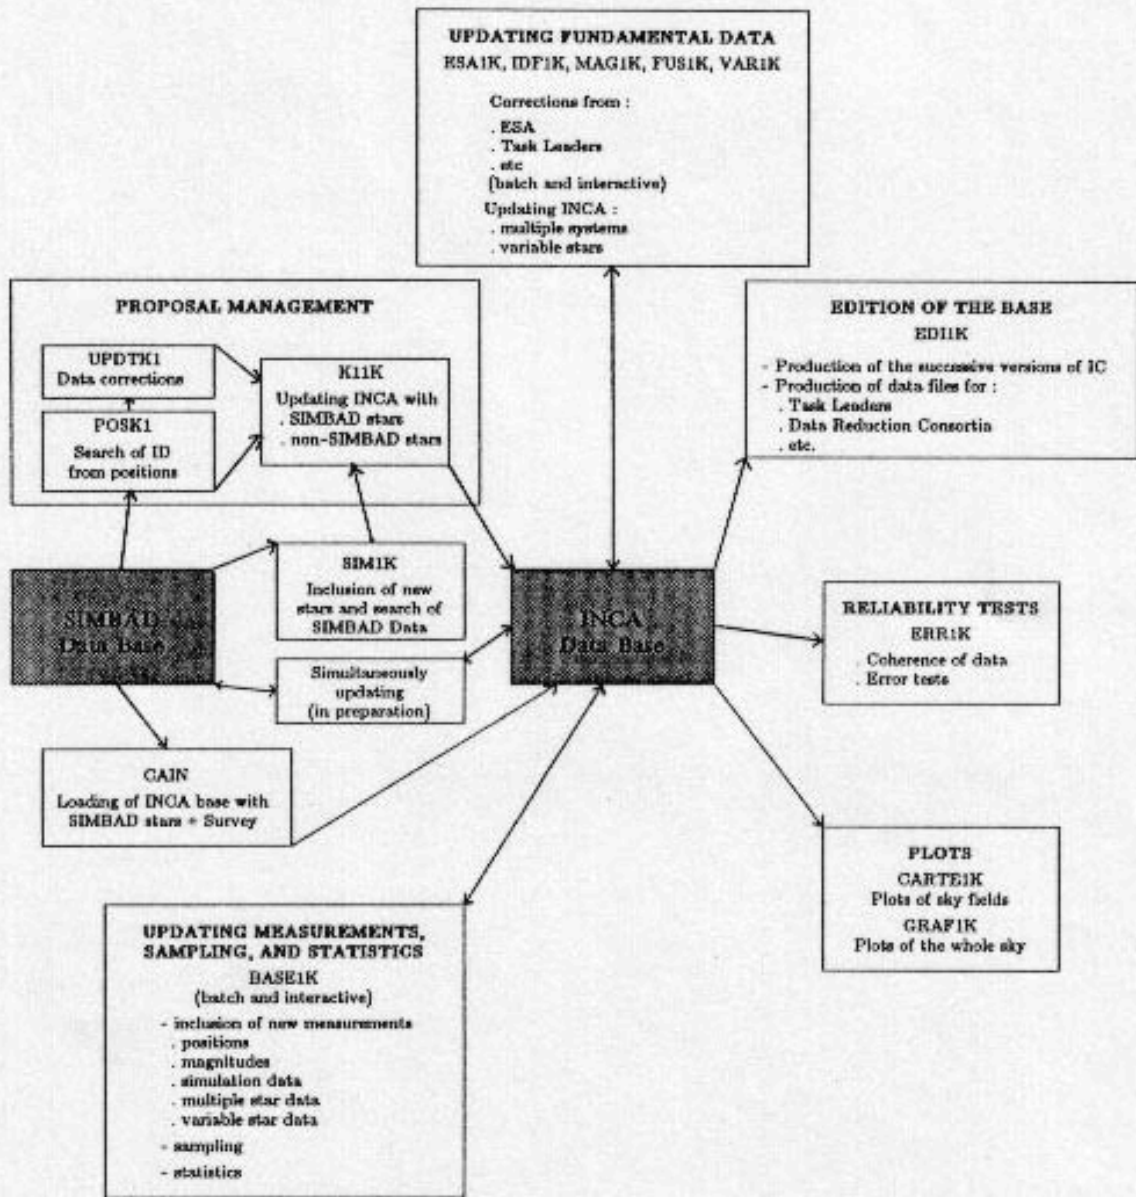 UPDATING FUNDAMENTAL DATA
ESA1K, IDF1K, MAG1K, FUS1K, VAR1K
Corrections from :
. ESA
. Task Leaders
. etc
(batch and interactive)
Updating INCA :
. multiple systems
. variable stars
PROPOSAL MANAGEMENT
UPDTK1
Data corrections
POSK1
Search of ID
from positions
K11K
Updating INCA with
. SIMBAD stars
. non-SIMBAD stars
EDITION OF THE BASE
EDI1K
- Production of the successive versions of IC
- Production of data files for :
. Task Leaders
. Data Reduction Consortia
. etc.
SIMBAD
Data Base
SIM1K
Inclusion of new
stars and search of
SIMBAD Data
Simultaneously
updating
(in preparation)
INCA
Data Base
RELIABILITY TESTS
ERR1K
. Coherence of data
. Error tests
CAIN
Loading of INCA base with
SIMBAD stars + Survey
PLOTS
CARTE1K
Plots of sky fields
GRAF1K
Plots of the whole sky
UPDATING MEASUREMENTS,
SAMPLING, AND STATISTICS
BASE1K
(batch and interactive)
- inclusion of new measurements
. positions
. magnitudes
. simulation data
. multiple star data
. variable star data
- sampling
- statistics